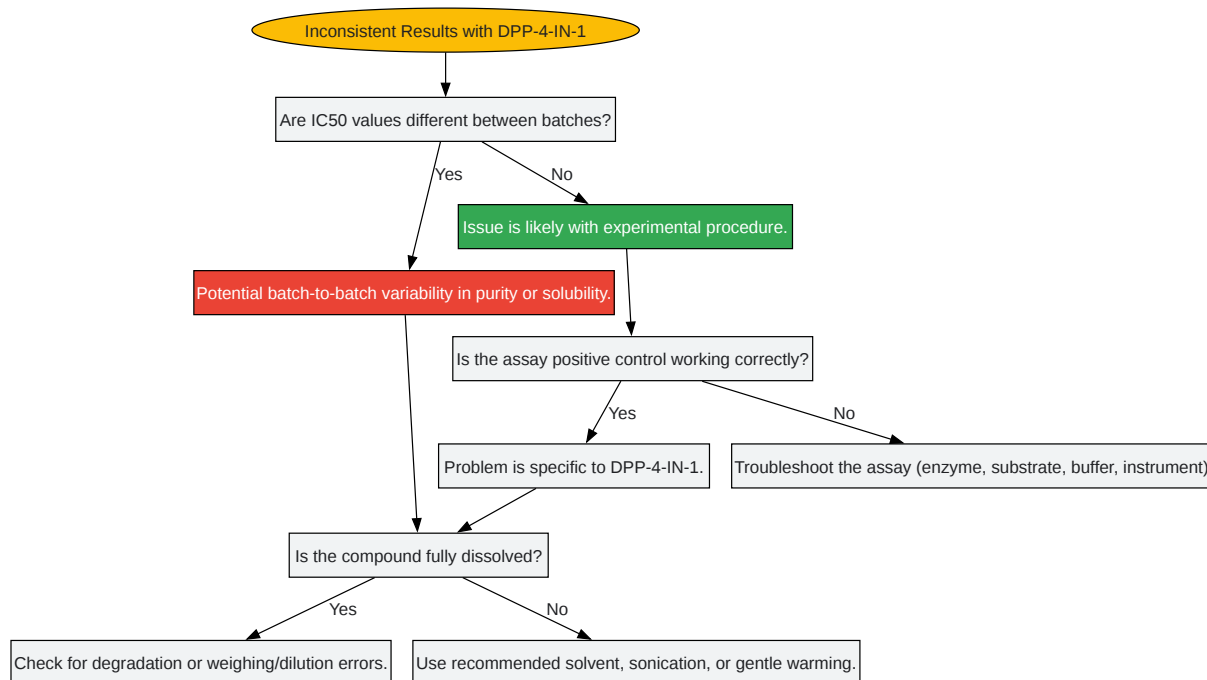 Inconsistent Results with DPP-4-IN-1
Are IC50 values different between batches?
Yes
No
Issue is likely with experimental procedure.
Potential batch-to-batch variability in purity or solubility.
Is the assay positive control working correctly?
Yes
No
Problem is specific to DPP-4-IN-1.
Troubleshoot the assay (enzyme, substrate, buffer, instrument)
Is the compound fully dissolved?
Yes
No
Check for degradation or weighing/dilution errors.
Use recommended solvent, sonication, or gentle warming.